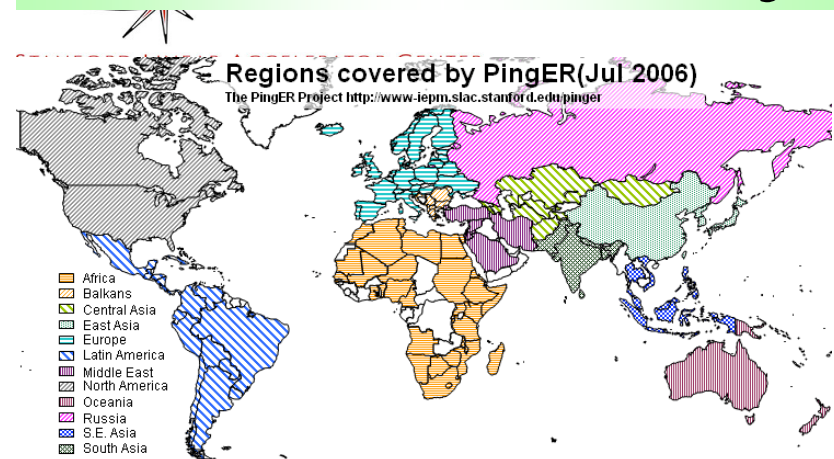 Regions covered by PingER(Jul 2006)
The PingER Project http://www-iepm.slac.stanford.edu/pinger
Africa
Balkans
Central Asia
East Asia
Europe
Latin America
Middle East
North America
Oceania
Russia
S.E. Asia
South Asia